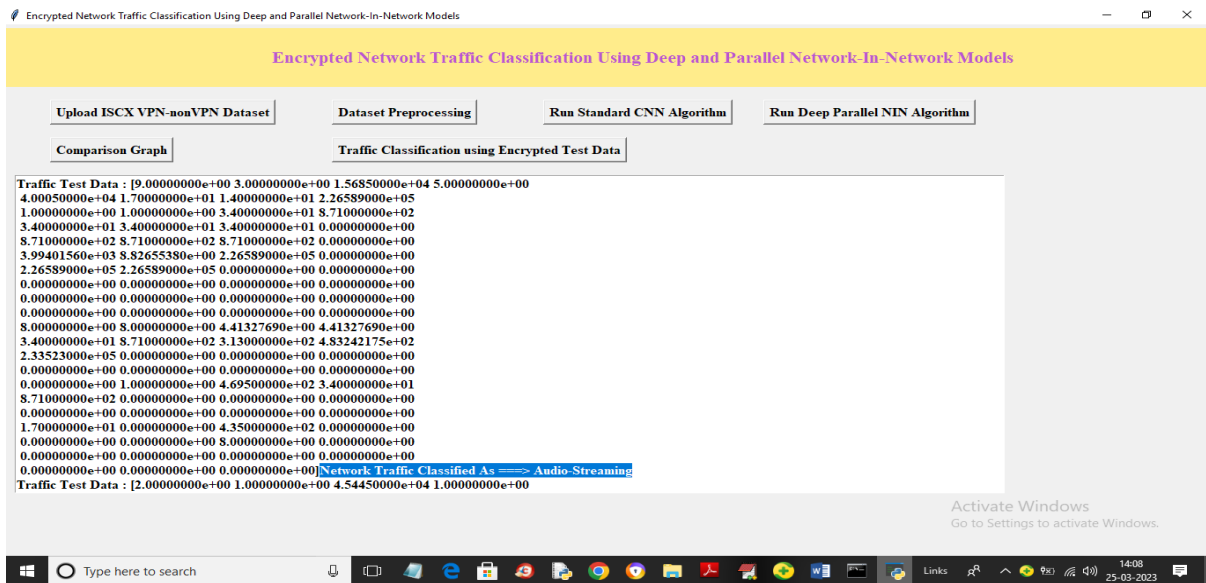 Encrypted Network Traffic Classification Using Deep and Parallel Network-In-Network Models
Encrypted Network Traffic Classification Using Deep and Parallel Network-In-Network Models
Upload ISCX VPN-nonVPN Dataset
Dataset Preprocessing
Run Standard CNN Algorithm
Run Deep Parallel NIN Algorithm
Comparison Graph
Traffic Classification using Encrypted Test Data
Traffic Test Data : [9.00000000e+00 3.00000000e+00 1.56850000e+04 5.00000000e+00
4.00050000e+04 1.70000000e+01 1.40000000e+01 2.26589000e+05
1.00000000e+00 1.00000000e+00 3.40000000e+01 8.71000000e+02
3.40000000e+01 3.40000000e+01 3.40000000e+01 0.00000000e+00
8.71000000e+02 8.71000000e+02 8.71000000e+02 0.00000000e+00
3.99401560e+03 8.82655380e+00 2.26589000e+05 0.00000000e+00
2.26589000e+05 2.26589000e+05 0.00000000e+00 0.00000000e+00
0.00000000e+00 0.00000000e+00 0.00000000e+00 0.00000000e+00
0.00000000e+00 0.00000000e+00 0.00000000e+00 0.00000000e+00
0.00000000e+00 0.00000000e+00 0.00000000e+00 0.00000000e+00
8.00000000e+00 8.00000000e+00 4.41327690e+00 4.41327690e+00
3.40000000e+01 8.71000000e+02 3.13000000e+02 4.83242175e+02
2.33523000e+05 0.00000000e+00 0.00000000e+00 0.00000000e+00
0.00000000e+00 0.00000000e+00 0.00000000e+00 0.00000000e+00
0.00000000e+00 1.00000000e+00 4.69500000e+02 3.40000000e+01
8.71000000e+02 0.00000000e+00 0.00000000e+00 0.00000000e+00
0.00000000e+00 0.00000000e+00 0.00000000e+00 0.00000000e+00
1.70000000e+01 0.00000000e+00 4.35000000e+02 0.00000000e+00
0.00000000e+00 0.00000000e+00 8.00000000e+00 0.00000000e+00
0.00000000e+00 0.00000000e+00 0.00000000e+00 0.00000000e+00
0.00000000e+00 0.00000000e+00 0.00000000e+00]Network Traffic Classified As ===> Audio-Streaming
Traffic Test Data : [2.00000000e+00 1.00000000e+00 4.54450000e+04 1.00000000e+00
Activate Windows
Go to Settings to activate Windows.
Type here to search
Links
14:08
25-03-2023